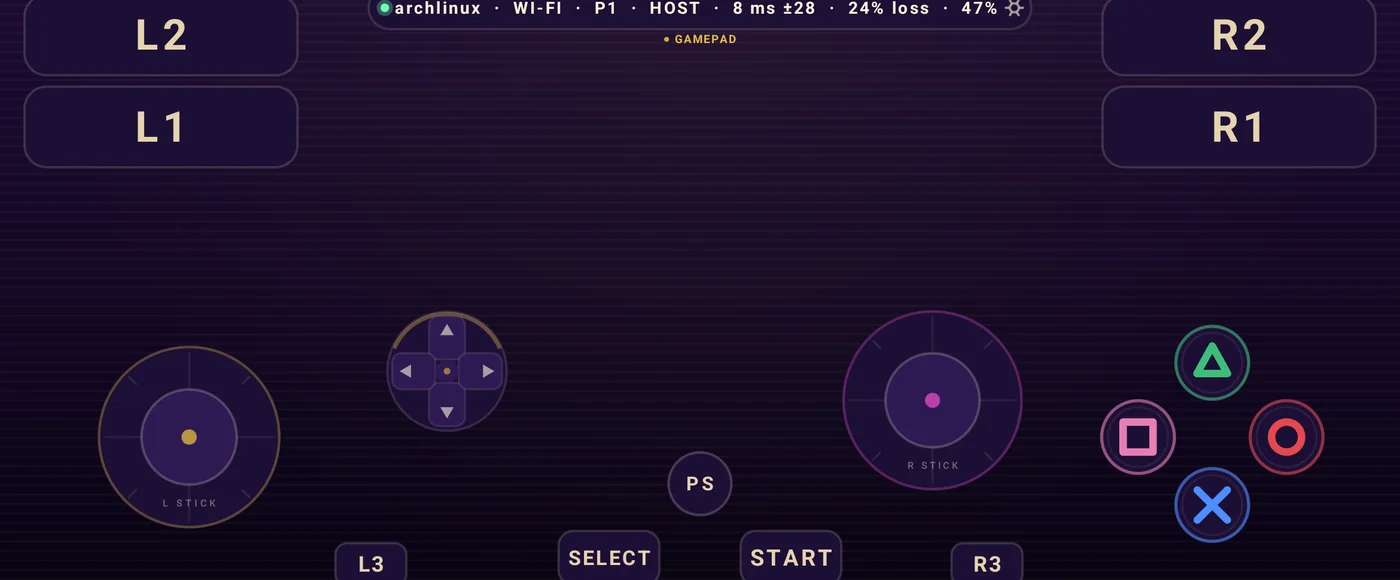 archlinux · WI-FI · P1 · HOST · 8 ms ±28 · 24% loss · 47%
GAMEPAD
L2
R2
L1
R1
L STICK
R STICK
PS
L3
SELECT
START
R3